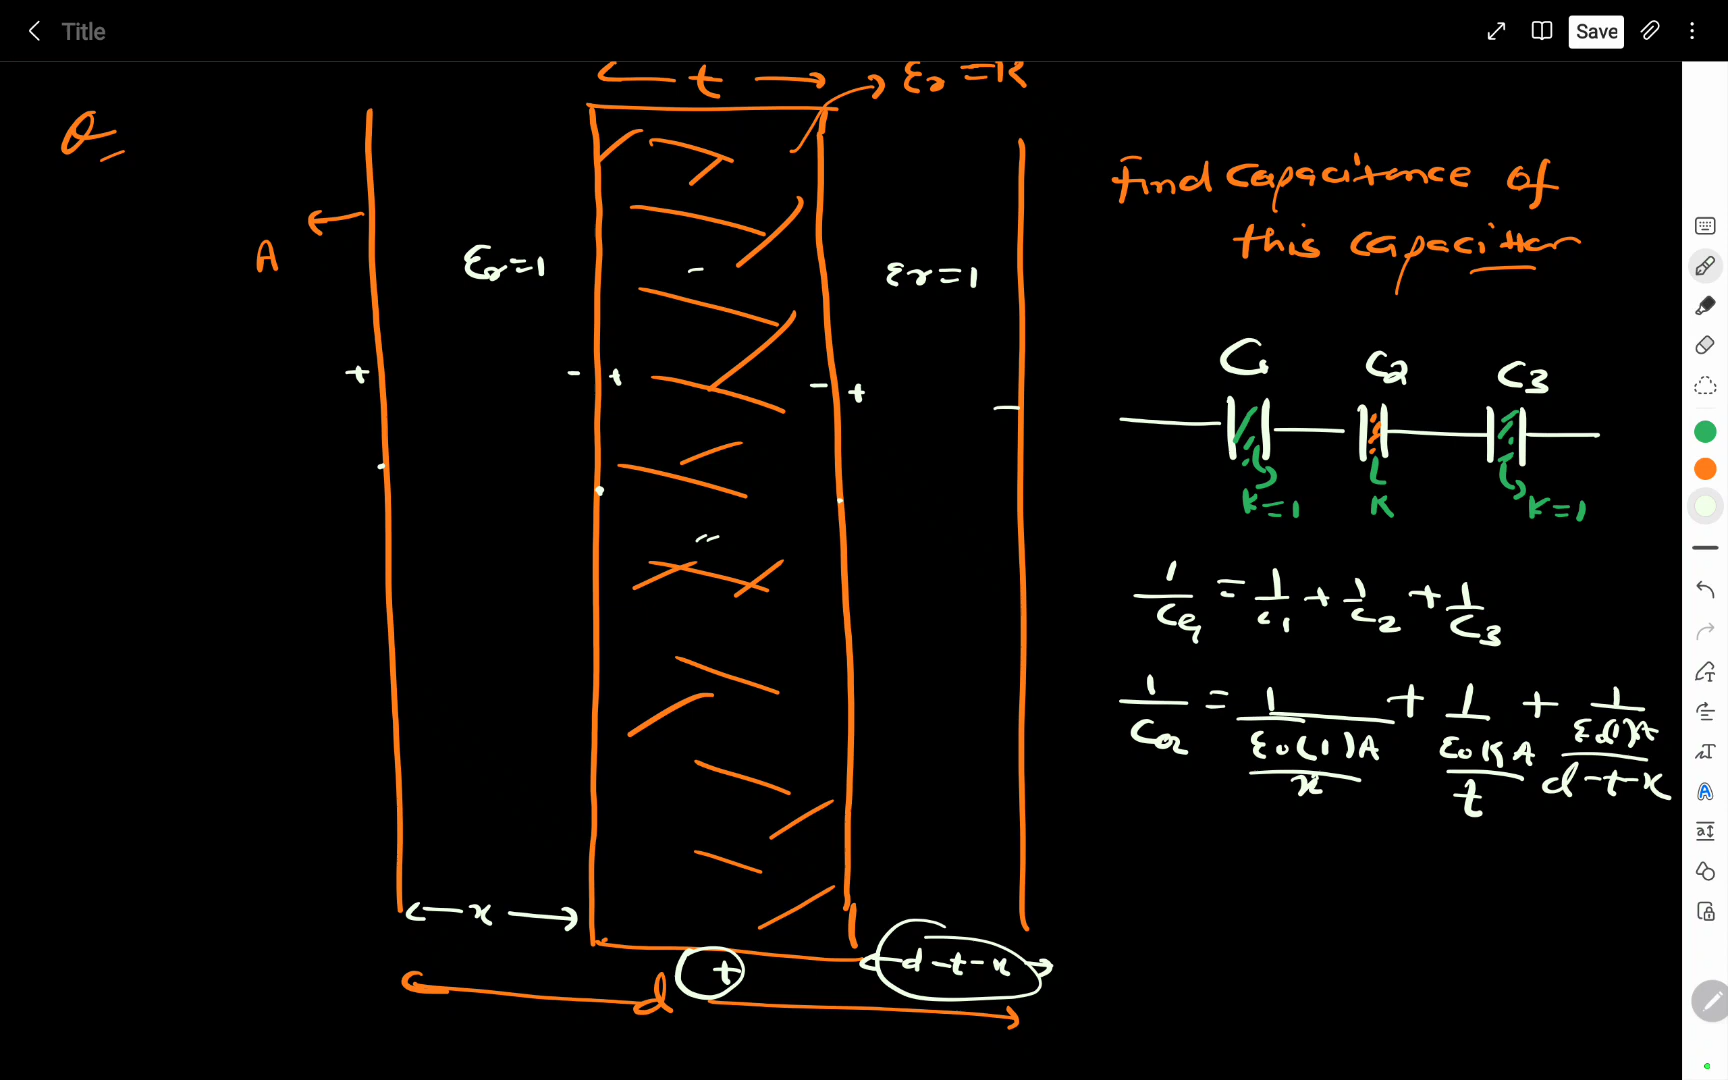 Title
Save
Q
t
εr = K
A
εr=1
εr=1
Find Capacitance of
this Capacitor
+ - + - + -
x
t
d-t-x
d
C1 C2 C3
K=1 K K=1
1/Ceq = 1/C1 + 1/C2 + 1/C3
1/Ceq = 1/(ε0(1)A/x) + 1/(ε0KA/t) + 1/(ε0(1)A/d-t-x)